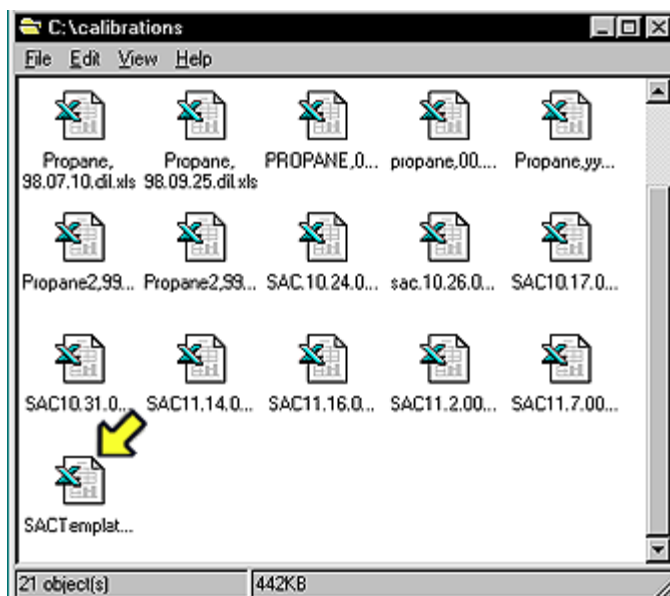 C:\calibrations
File Edit View Help
Propane, Propane, PROPANE,0... propane,00.... Propane,yy...
98.07.10.dil.xls 98.09.25.dil.xls
Propane2,99... Propane2,99... SAC.10.24.0... sac.10.26.0... SAC10.17.0...
SAC10.31.0... SAC11.14.0... SAC11.16.0... SAC11.2.00... SAC11.7.00...
SACTemplat...
21 object(s) 442KB